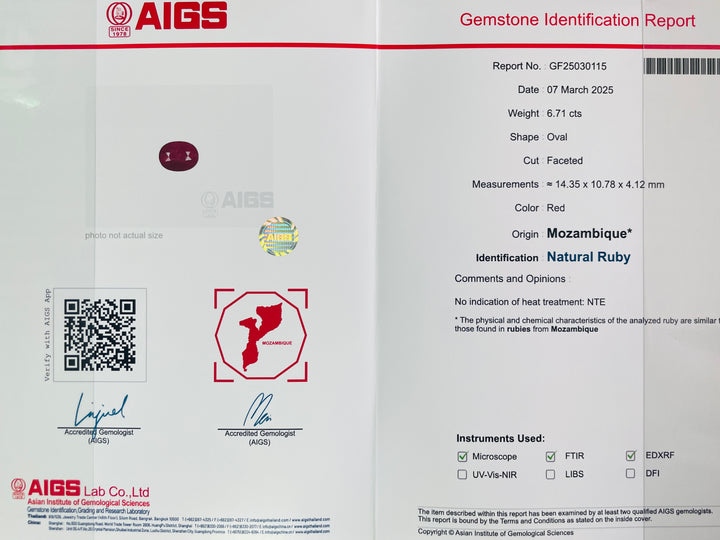 AIGS
SINCE
1978
AIGS
photo not actual size
AIGS
Verify with AIGS App
MOZAMBIQUE
Accredited Gemologist
(AIGS)
Accredited Gemologist
(AIGS)
AIGS Lab Co.,Ltd
Asian Institute of Gemological Sciences
Gemstone Identification,Grading and Research Laboratory
Gemstone Identification Report
Report No. : GF25030115
Date : 07 March 2025
Weight : 6.71 cts
Shape : Oval
Cut : Faceted
Measurements : ≈ 14.35 x 10.78 x 4.12 mm
Color : Red
Origin : Mozambique*
Identification : Natural Ruby
Comments and Opinions :
No indication of heat treatment: NTE
* The physical and chemical characteristics of the analyzed ruby are similar
those found in rubies from Mozambique
Instruments Used:
Microscope FTIR EDXRF
UV-Vis-NIR LIBS DFI
The item described within this report has been examined by at least two qualified AIGS gemologists.
This report is bound by the Terms and Conditions as stated on the inside cover.
Copyright © Asian Institute of Gemological Sciences